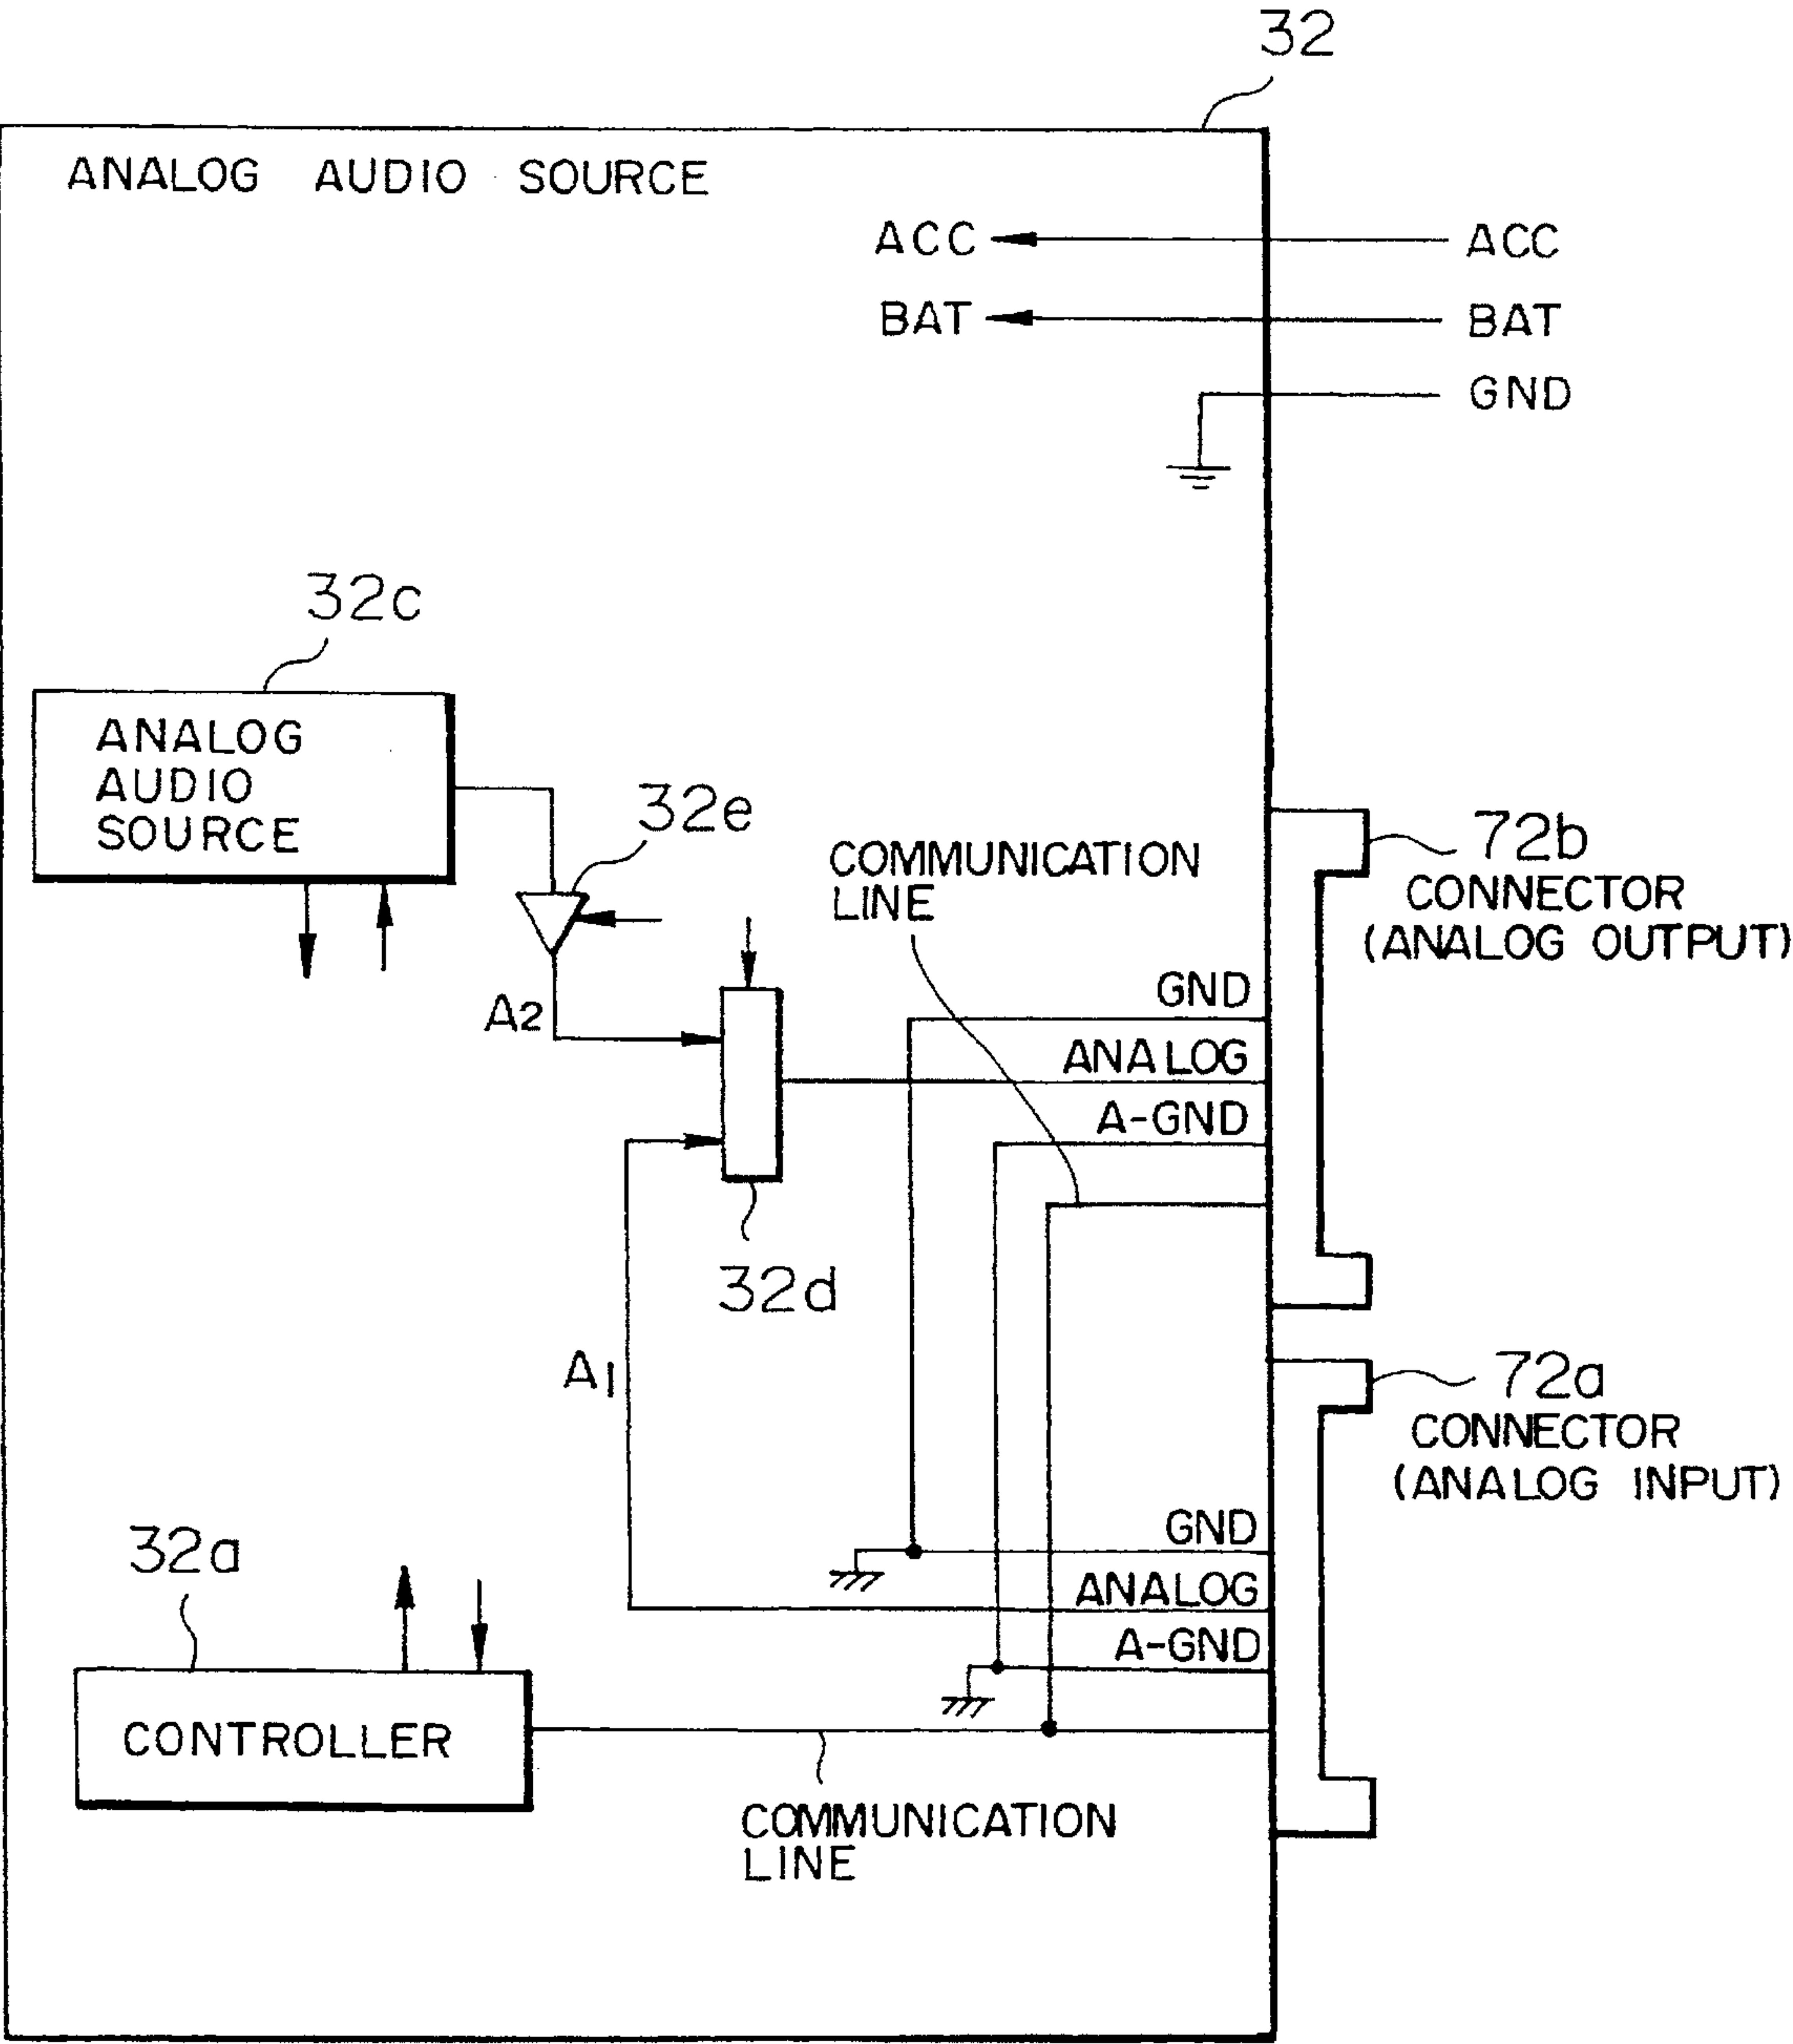 32
ANALOG AUDIO SOURCE
ACC ACC
BAT BAT
GND
32c
ANALOG
AUDIO
SOURCE
32e
COMMUNICATION
LINE
72b
CONNECTOR
(ANALOG OUTPUT)
A2
GND
ANALOG
A-GND
32d
A1
72a
CONNECTOR
(ANALOG INPUT)
32a
GND
ANALOG
A-GND
CONTROLLER
COMMUNICATION
LINE